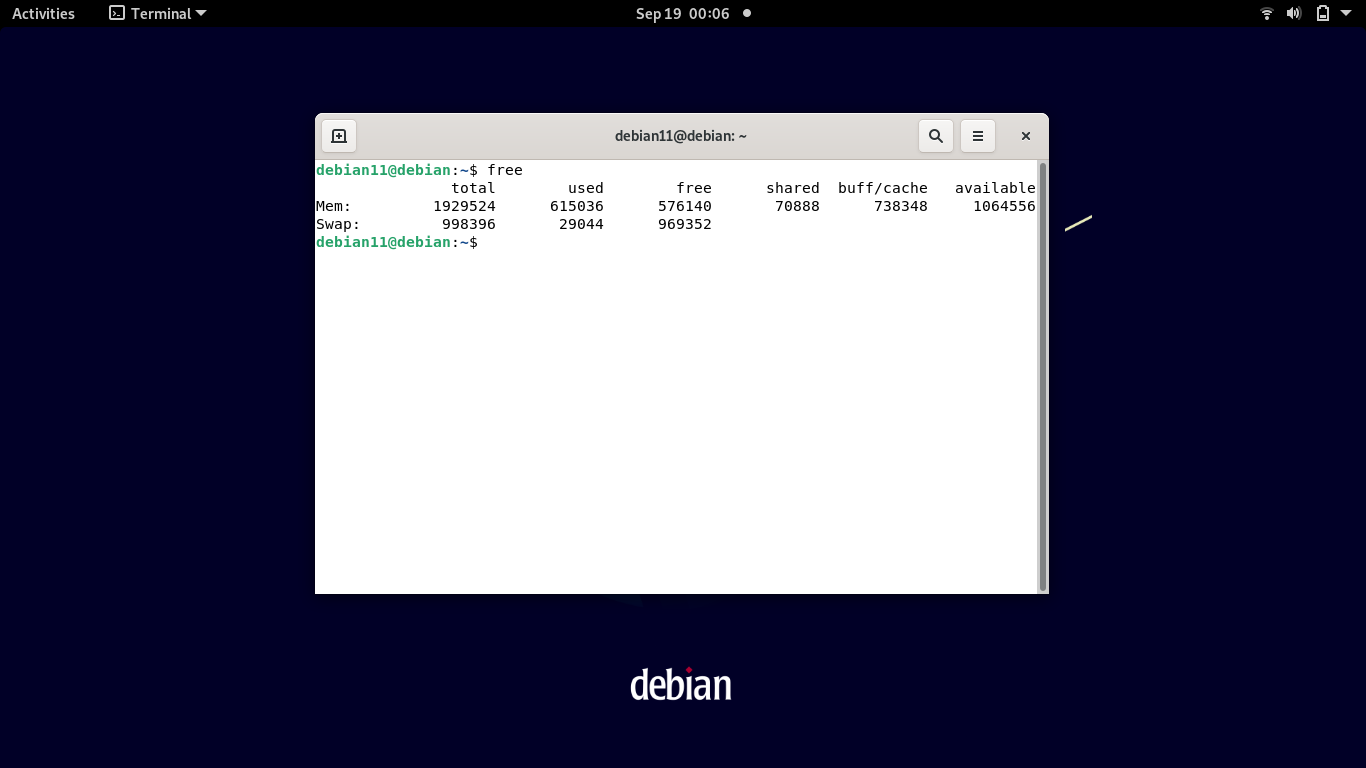 Activities Terminal Sep 19 00:06
debian11@debian: ~
debian11@debian:~$ free
              total        used        free      shared  buff/cache   available
Mem:        1929524      615036      576140       70888      738348     1064556
Swap:        998396       29044      969352
debian11@debian:~$
debian